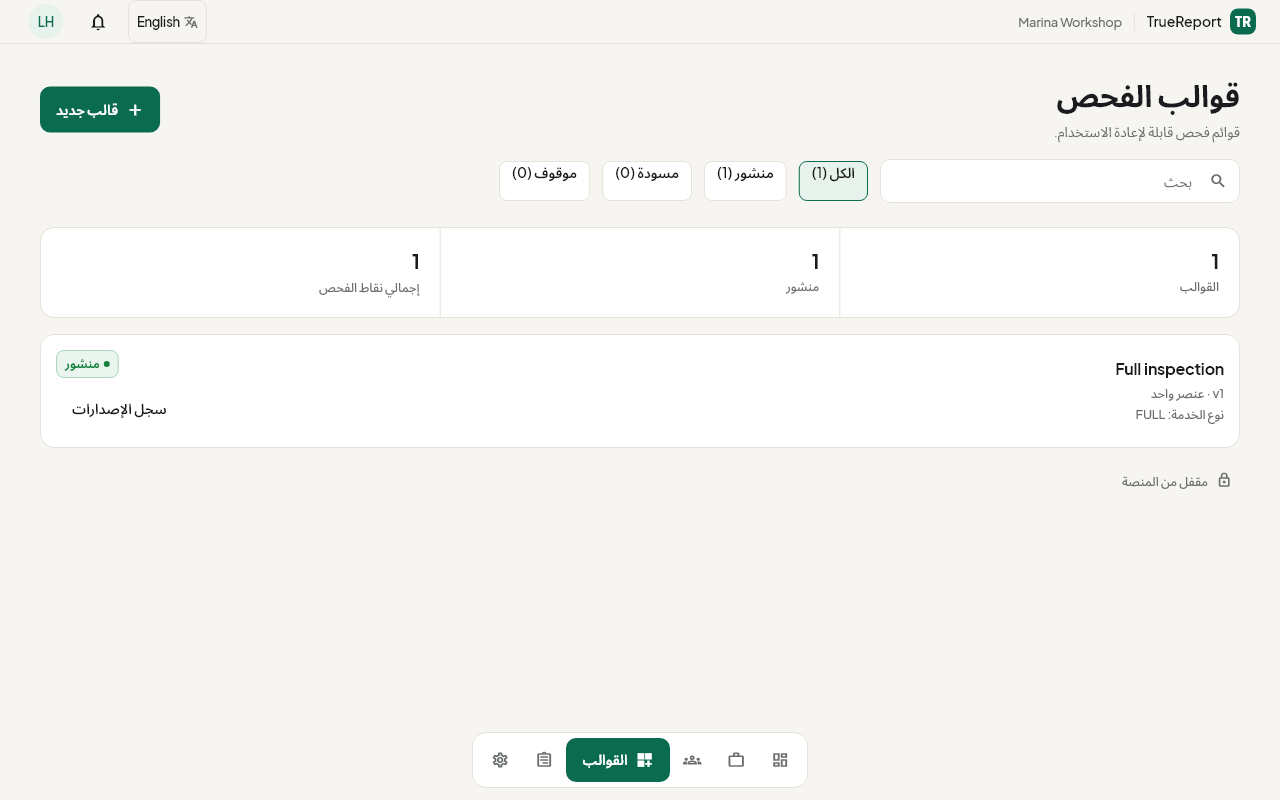 TR TrueReport
Marina Workshop
English
LH
قوالب الفحص
قوائم فحص قابلة لإعادة الاستخدام.
قالب جديد
بحث
الكل (1)
منشور (1)
مسودة (0)
موقوف (0)
1
القوالب
1
منشور
1
إجمالي نقاط الفحص
Full inspection
v1 · عنصر واحد
نوع الخدمة: FULL
منشور
سجل الإصدارات
مقفل من المنصة
القوالب